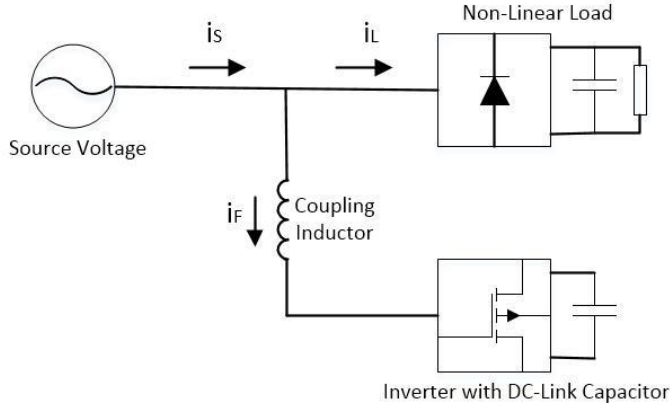 Non-Linear Load
iS
iL
Source Voltage
iF
Coupling
Inductor
Inverter with DC-Link Capacitor